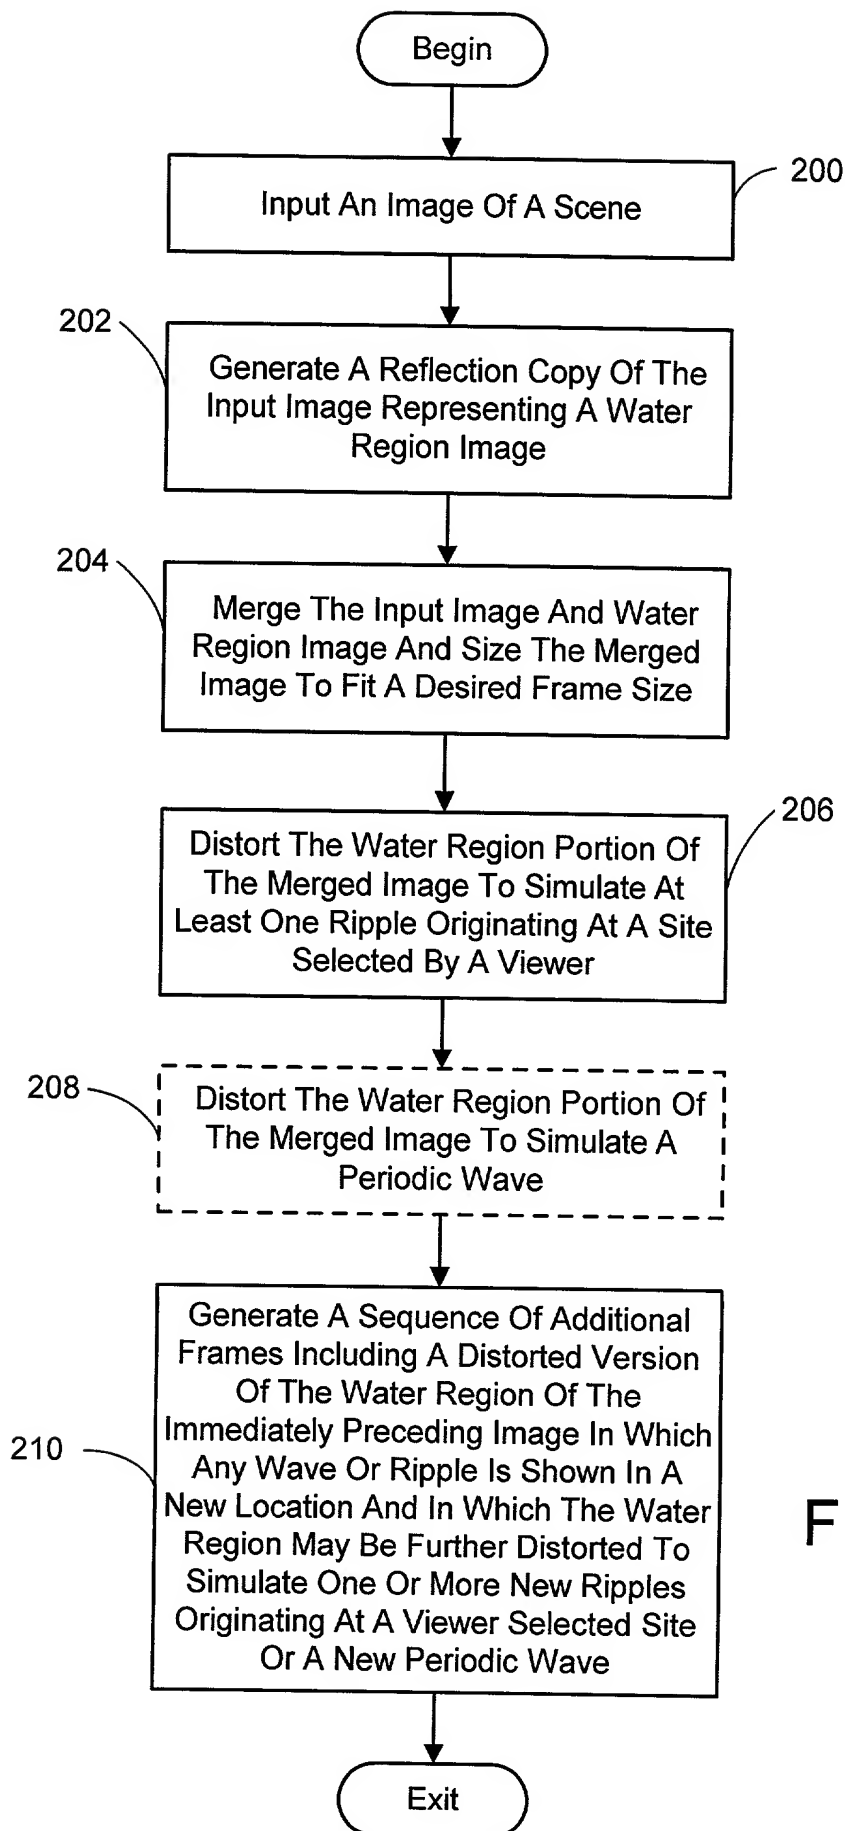 Begin
200
Input An Image Of A Scene
202
Generate A Reflection Copy Of The
Input Image Representing A Water
Region Image
204
Merge The Input Image And Water
Region Image And Size The Merged
Image To Fit A Desired Frame Size
206
Distort The Water Region Portion Of
The Merged Image To Simulate At
Least One Ripple Originating At A Site
Selected By A Viewer
208
Distort The Water Region Portion Of
The Merged Image To Simulate A
Periodic Wave
210
Generate A Sequence Of Additional
Frames Including A Distorted Version
Of The Water Region Of The
Immediately Preceding Image In Which
Any Wave Or Ripple Is Shown In A
New Location And In Which The Water
Region May Be Further Distorted To
Simulate One Or More New Ripples
Originating At A Viewer Selected Site
Or A New Periodic Wave
F
Exit